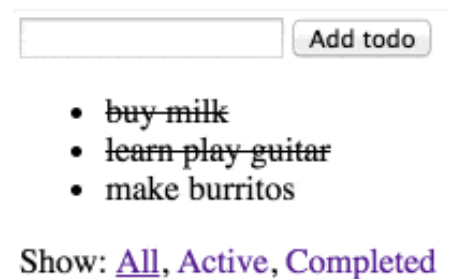 Add todo
buy milk
learn play guitar
make burritos
Show: All, Active, Completed